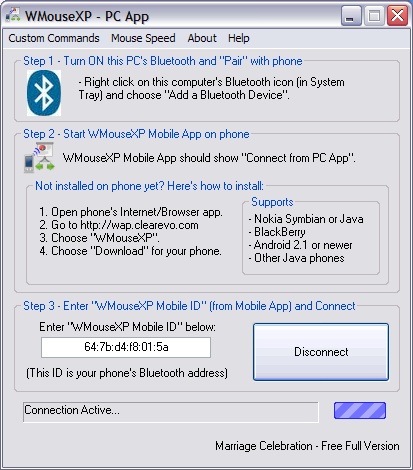 WMouseXP - PC App
Custom Commands Mouse Speed About Help
Step 1 - Turn ON this PC's Bluetooth and "Pair" with phone
- Right click on this computer's Bluetooth icon (in System
Tray) and choose "Add a Bluetooth Device".
Step 2 - Start WMouseXP Mobile App on phone
WMouseXP Mobile App should show "Connect from PC App".
Not installed on phone yet? Here's how to install:
1. Open phone's Internet/Browser app.
2. Go to http://wap.clearevo.com
3. Choose "WMouseXP".
4. Choose "Download" for your phone.
Supports
- Nokia Symbian or Java
- BlackBerry
- Android 2.1 or newer
- Other Java phones
Step 3 - Enter "WMouseXP Mobile ID" (from Mobile App) and Connect
Enter "WMouseXP Mobile ID" below:
64:7b:d4:f8:01:5a
(This ID is your phone's Bluetooth address)
Disconnect
Connection Active...
Marriage Celebration - Free Full Version